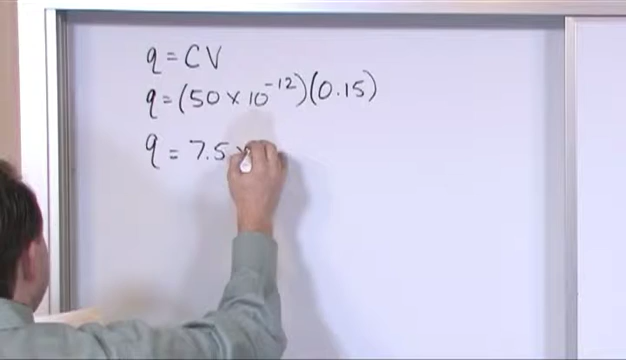 q = CV
q = (50 × 10⁻¹²)(0.15)
q = 7.5 ×